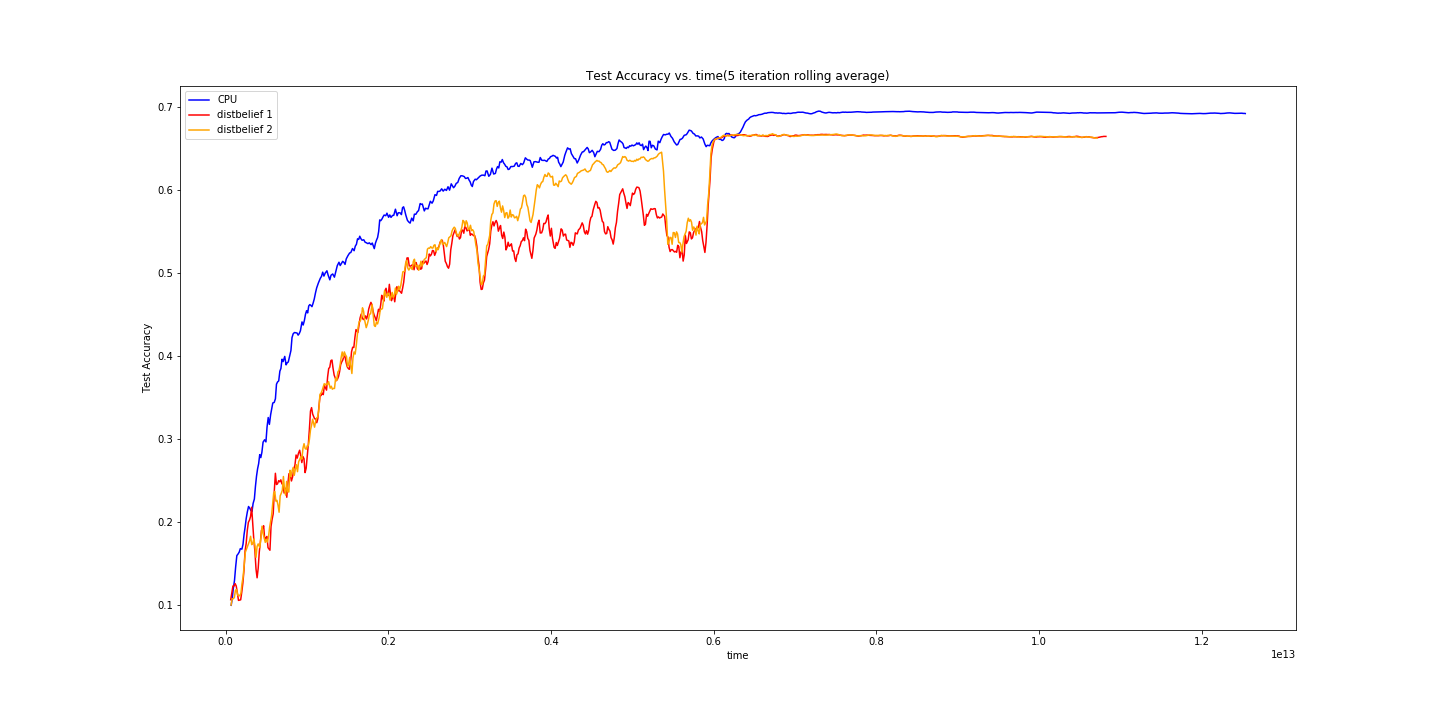 Test Accuracy vs. time(5 iteration rolling average)
CPU
distbelief 1
distbelief 2
Test Accuracy
0.7
0.6
0.5
0.4
0.3
0.2
0.1
0.0 0.2 0.4 0.6 0.8 1.0 1.2
time
1e13